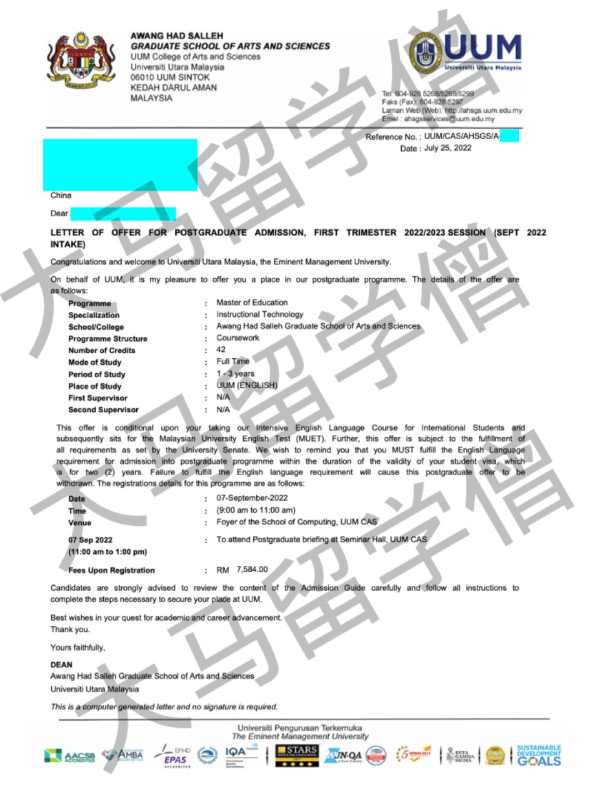 AWANG HAD SALLEH
GRADUATE SCHOOL OF ARTS AND SCIENCES
UUM College of Arts and Sciences
Universiti Utara Malaysia
06010 UUM SINTOK
KEDAH DARUL AMAN
MALAYSIA
UUM
Universiti Utara Malaysia
Tel: 604-928 5266/5268/5299
Faks (Fax): 604-928 5297
Laman Web (Web): http://ahsgs.uum.edu.my
Emel : ahsgsservices@uum.edu.my
Reference No. : UUM/CAS/AHSGS/A-
Date : July 25, 2022
China
Dear
LETTER OF OFFER FOR POSTGRADUATE ADMISSION, FIRST TRIMESTER 2022/2023 SESSION (SEPT 2022
INTAKE)
Congratulations and welcome to Universiti Utara Malaysia, the Eminent Management University.
On behalf of UUM, it is my pleasure to offer you a place in our postgraduate programme. The details of the offer are
as follows:
Programme : Master of Education
Specialization : Instructional Technology
School/College : Awang Had Salleh Graduate School of Arts and Sciences
Programme Structure : Coursework
Number of Credits : 42
Mode of Study : Full Time
Period of Study : 1 - 3 years
Place of Study : UUM (ENGLISH)
First Supervisor : N/A
Second Supervisor : N/A
This offer is conditional upon your taking our Intensive English Language Course for International Students and
subsequently sits for the Malaysian University English Test (MUET). Further, this offer is subject to the fulfillment of
all requirements as set by the University Senate. We wish to remind you that you MUST fulfill the English Language
requirement for admission into postgraduate programme within the duration of the validity of your student visa, which
is for two (2) years. Failure to fulfill the English language requirement will cause this postgraduate offer to be
withdrawn. The registrations details for this programme are as follows:
Date : 07-September-2022
Time : (9:00 am to 11:00 am)
Venue : Foyer of the School of Computing, UUM CAS
07 Sep 2022 : To attend Postgraduate briefing at Seminar Hall, UUM CAS
(11:00 am to 1:00 pm)
Fees Upon Registration : RM 7,584.00
Candidates are strongly advised to review the content of the Admission Guide carefully and follow all instructions to
complete the steps necessary to secure your place at UUM.
Best wishes in your quest for academic and career advancement.
Thank you.
Yours faithfully,
DEAN
Awang Had Salleh Graduate School of Arts and Sciences
Universiti Utara Malaysia
This is a computer generated letter and no signature is required.
Universiti Pengurusan Terkemuka
The Eminent Management University
AACSB ACCREDITED
AMBA
EFMD
EPAS
ACCREDITED
IQA
STARS
UN-QA
BETA GAMMA SIGMA
SUSTAINABLE DEVELOPMENT GOALS
大马留学僧
大马留学僧
大马留学僧